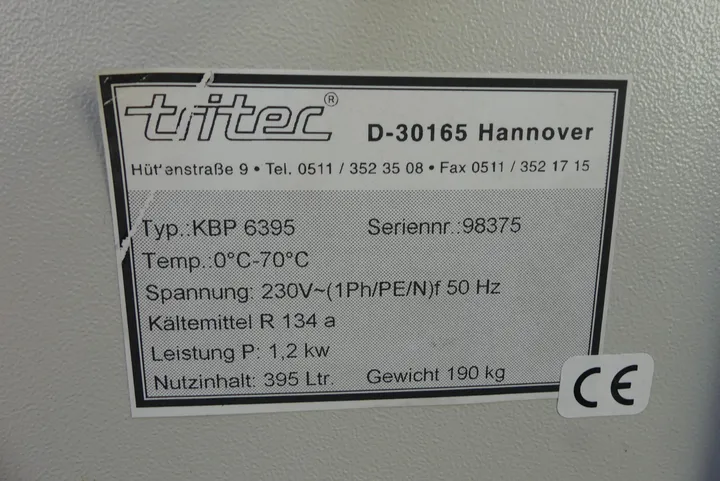 tritec® D-30165 Hannover
9 • Tel. 0511 / 352 35 08 • Fax 0511 / 352 17 15
Typ.:KBP 6395 Seriennr.:98375
Temp.:0°C-70°C
Spannung: 230V~(1Ph/PE/N)f 50 Hz
Kältemittel R 134 a
Leistung P: 1,2 kw
Nutzinhalt: 395 Ltr. Gewicht 190 kg
CE